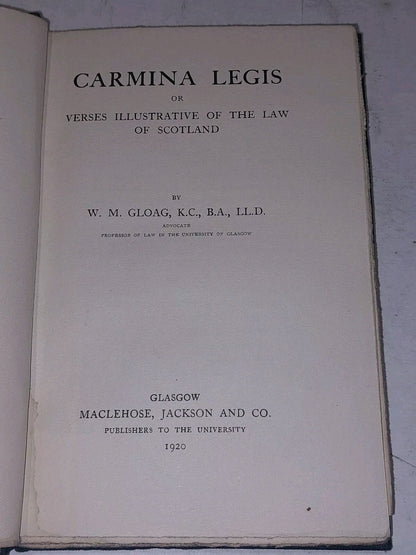 CARMINA LEGIS
OR
VERSES ILLUSTRATIVE OF THE LAW
OF SCOTLAND
BY
W. M. GLOAG, K.C., B.A., LL.D.
ADVOCATE
PROFESSOR OF LAW IN THE UNIVERSITY OF GLASGOW
GLASGOW
MACLEHOSE, JACKSON AND CO.
PUBLISHERS TO THE UNIVERSITY
1920